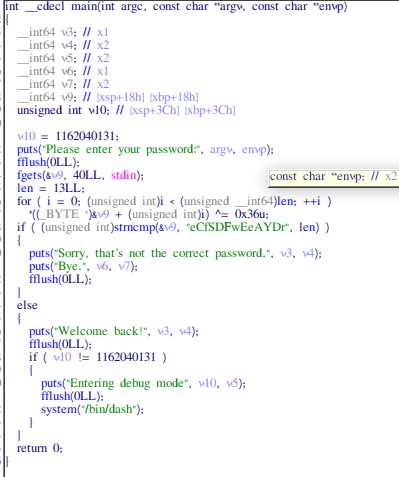 int __cdecl main(int argc, const char **argv, const char **envp)
{
__int64 v3; // x1
__int64 v4; // x2
__int64 v5; // x2
__int64 v6; // x1
__int64 v7; // x2
__int64 v9; // [xsp+18h] [xbp+18h]
unsigned int v10; // [xsp+3Ch] [xbp+3Ch]
v10 = 1162040131;
puts("Please enter your password:", argv, envp);
fflush(0LL);
fgets(&v9, 40LL, stdin);
const char **envp; // x2
len = 13LL;
for ( i = 0; (unsigned int)i < (unsigned __int64)len; ++i )
*((_BYTE *)&v9 + (unsigned int)i) ^= 0x36u;
if ( (unsigned int)strncmp(&v9, "eCfSDFwEeAYDr", len) )
{
puts("Sorry, that's not the correct password.", v3, v4);
puts("Bye.", v6, v7);
fflush(0LL);
}
else
{
puts("Welcome back!", v3, v4);
fflush(0LL);
if ( v10 != 1162040131 )
{
puts("Entering debug mode", v10, v5);
fflush(0LL);
system("/bin/dash");
}
}
return 0;
}